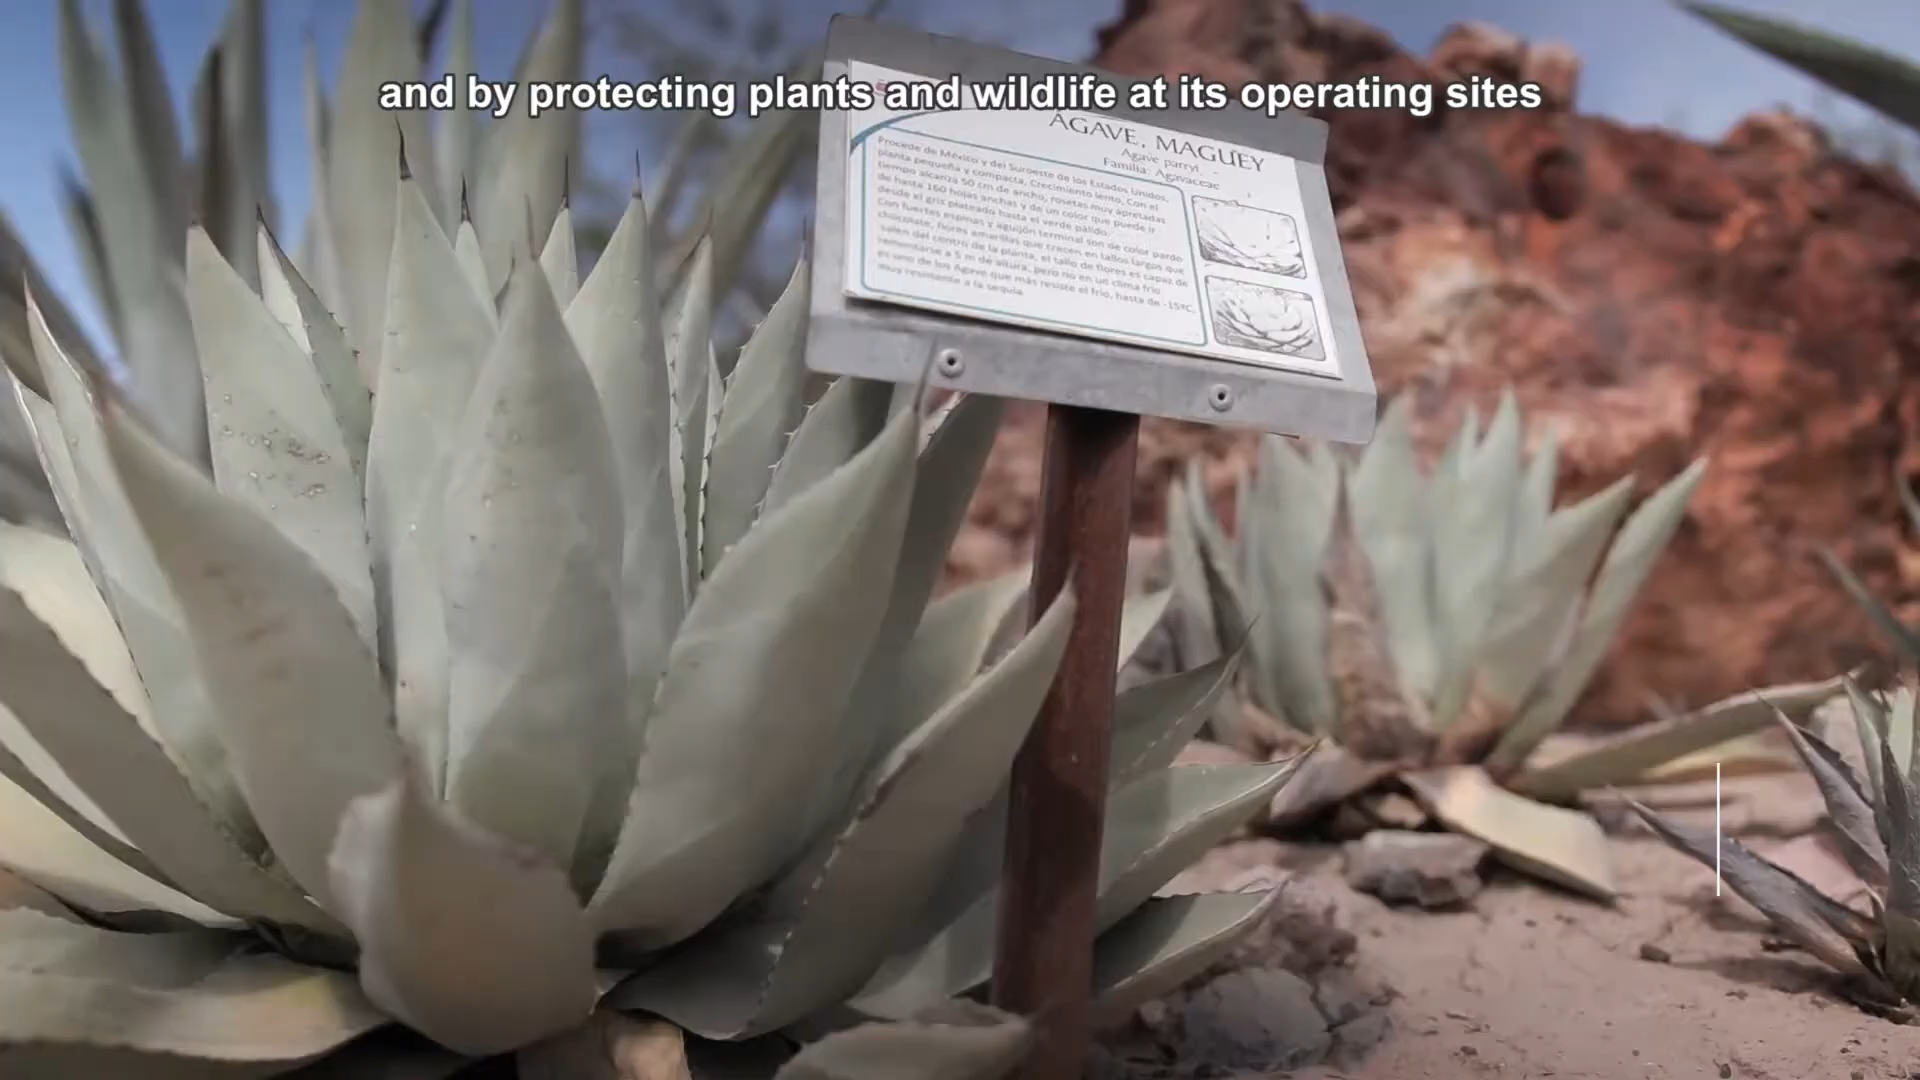 and by protecting plants and wildlife at its operating sites
AGAVE, MAGUEY
Agave parryi
Familia: Agavaceae
Procede de México y del Suroeste de los Estados Unidos,
planta pequeña y compacta. Crecimiento lento. Con el
tiempo alcanza 50 cm de ancho, rosetas muy apretadas
de hasta 160 hojas anchas y de un color que puede ir
desde el gris plateado hasta el verde pálido.
Con fuertes espinas y aguijón terminal son de color pardo
chocolate, flores amarillas que crecen en tallos largos que
salen del centro de la planta, el tallo de flores es capaz de
remontarse a 5 m de altura, pero no en un clima frío
es uno de los Agave que más resiste el frío, hasta de -15ºC,
muy resistente a la sequía